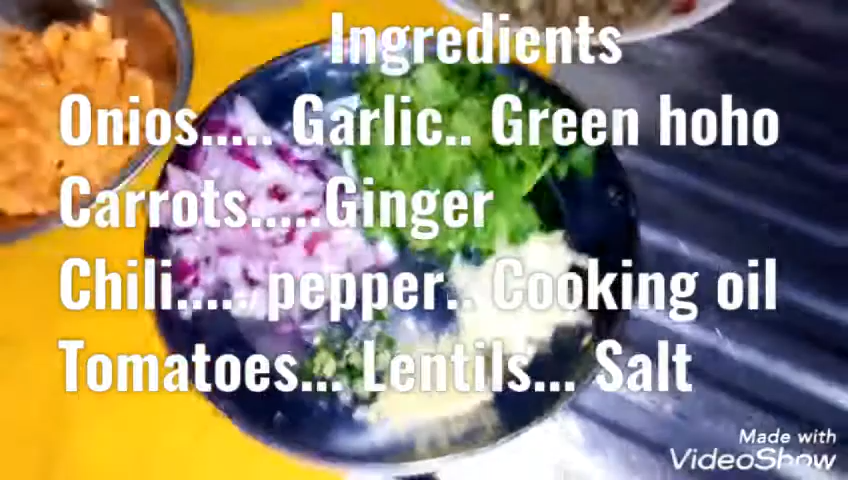 Ingredients
Onios..... Garlic.. Green hoho
Carrots.....Ginger
Chili..... pepper.. Cooking oil
Tomatoes... Lentils... Salt
Made with
VideoShow